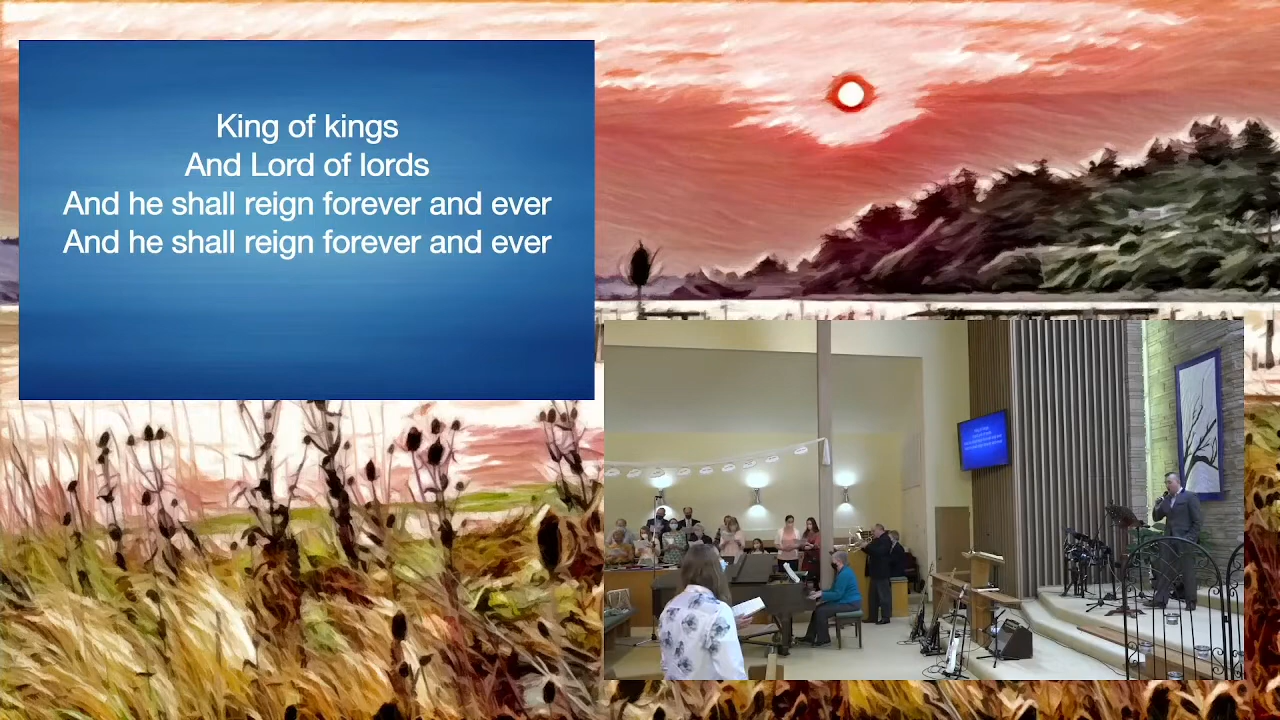 King of kings
And Lord of lords
And he shall reign forever and ever
And he shall reign forever and ever